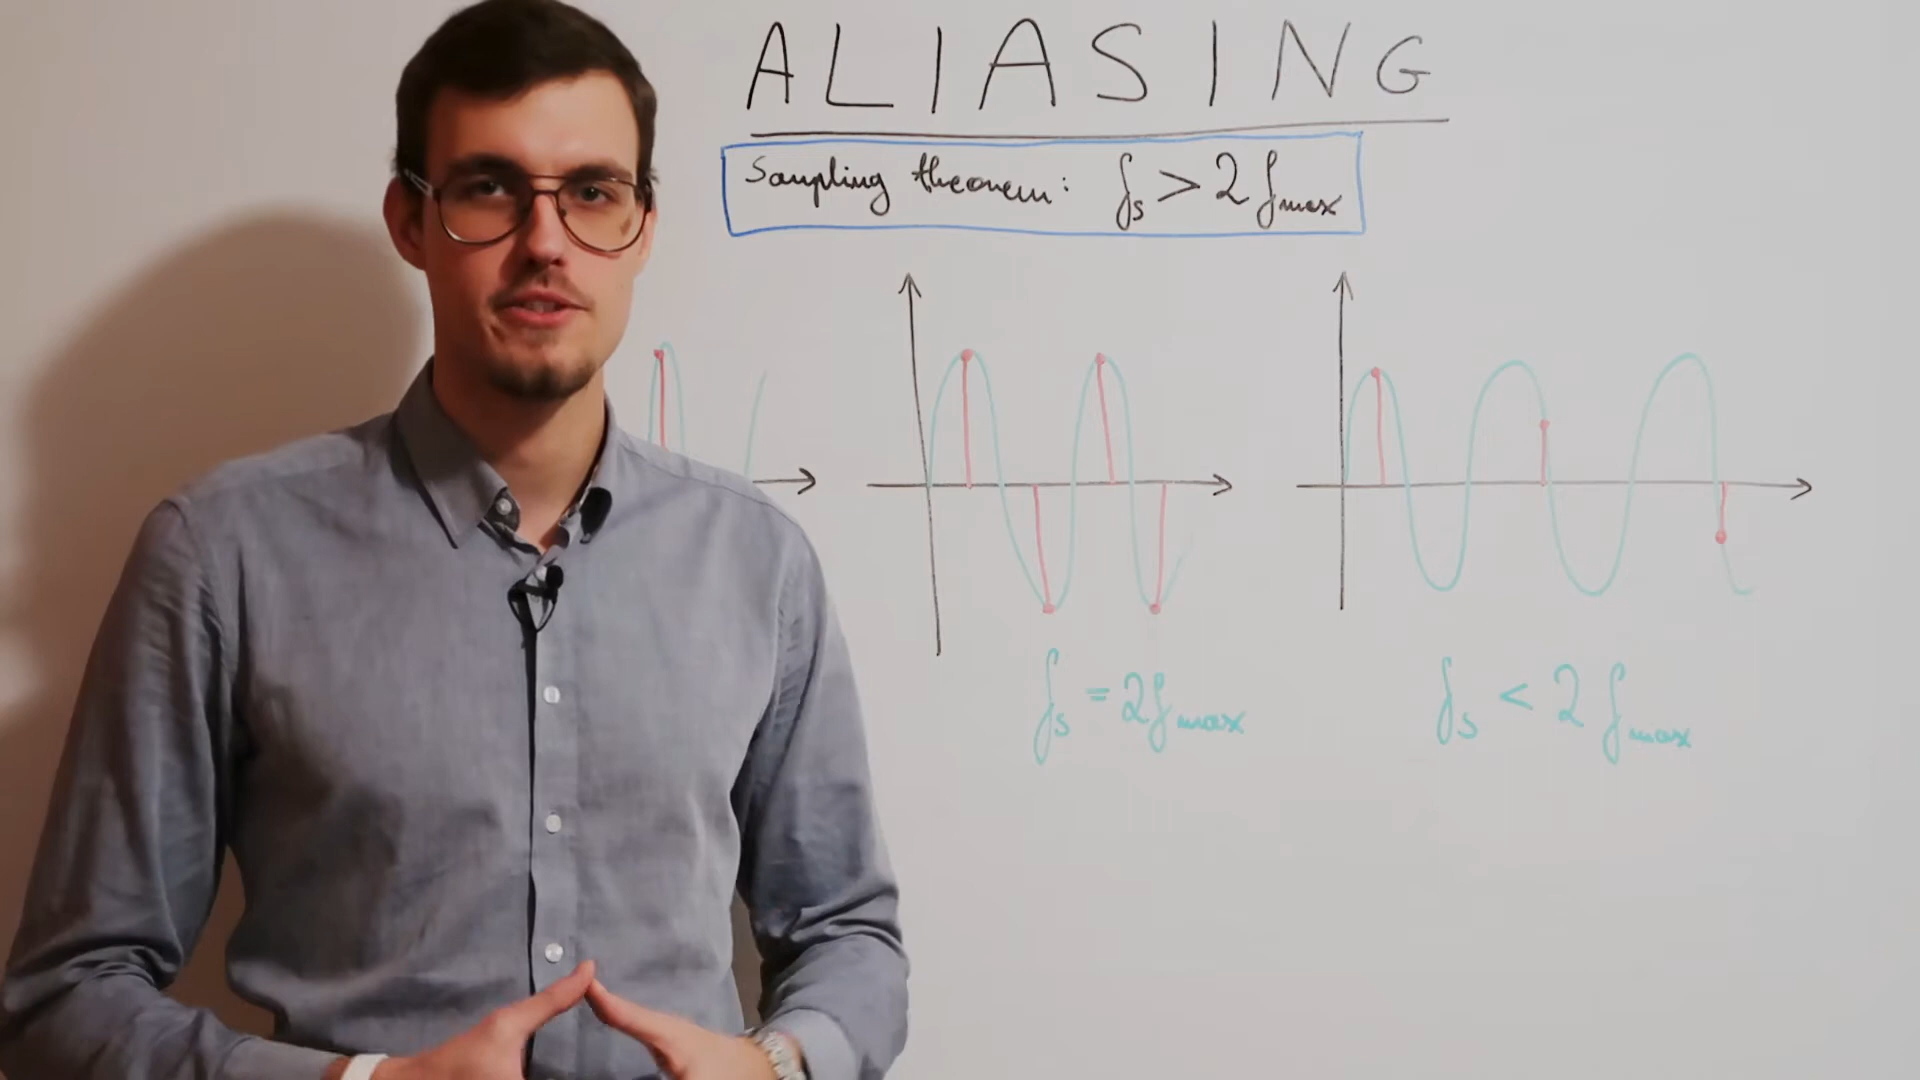 ALIASING
Sampling theorem: fs > 2 fmax
fs = 2fmax
fs < 2 fmax